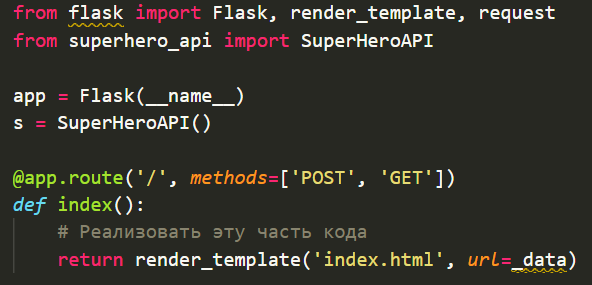 from flask import Flask, render_template, request
from superhero_api import SuperHeroAPI
app = Flask(__name__)
s = SuperHeroAPI()
@app.route('/', methods=['POST', 'GET'])
def index():
    # Реализовать эту часть кода
    return render_template('index.html', url=_data)